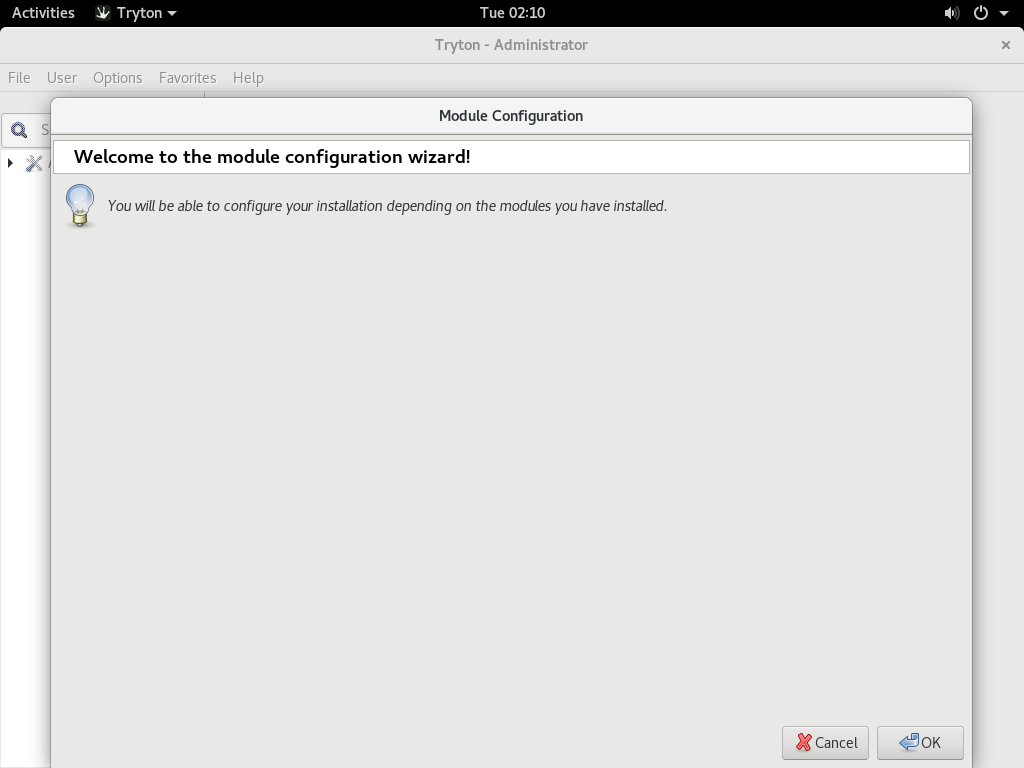 Activities Tryton Tue 02:10
Tryton - Administrator
File User Options Favorites Help
Module Configuration
Welcome to the module configuration wizard!
You will be able to configure your installation depending on the modules you have installed.
Cancel OK